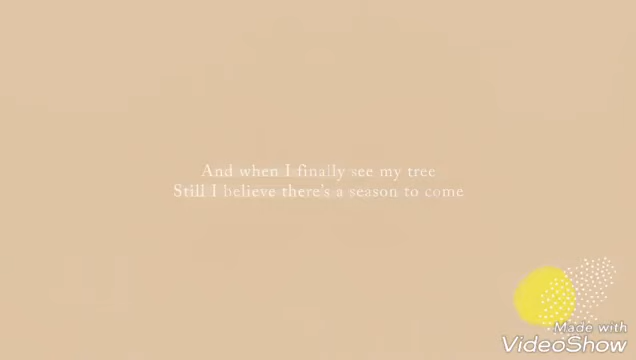 And when I finally see my tree
Still I believe there's a season to come
Made with
VideoShow